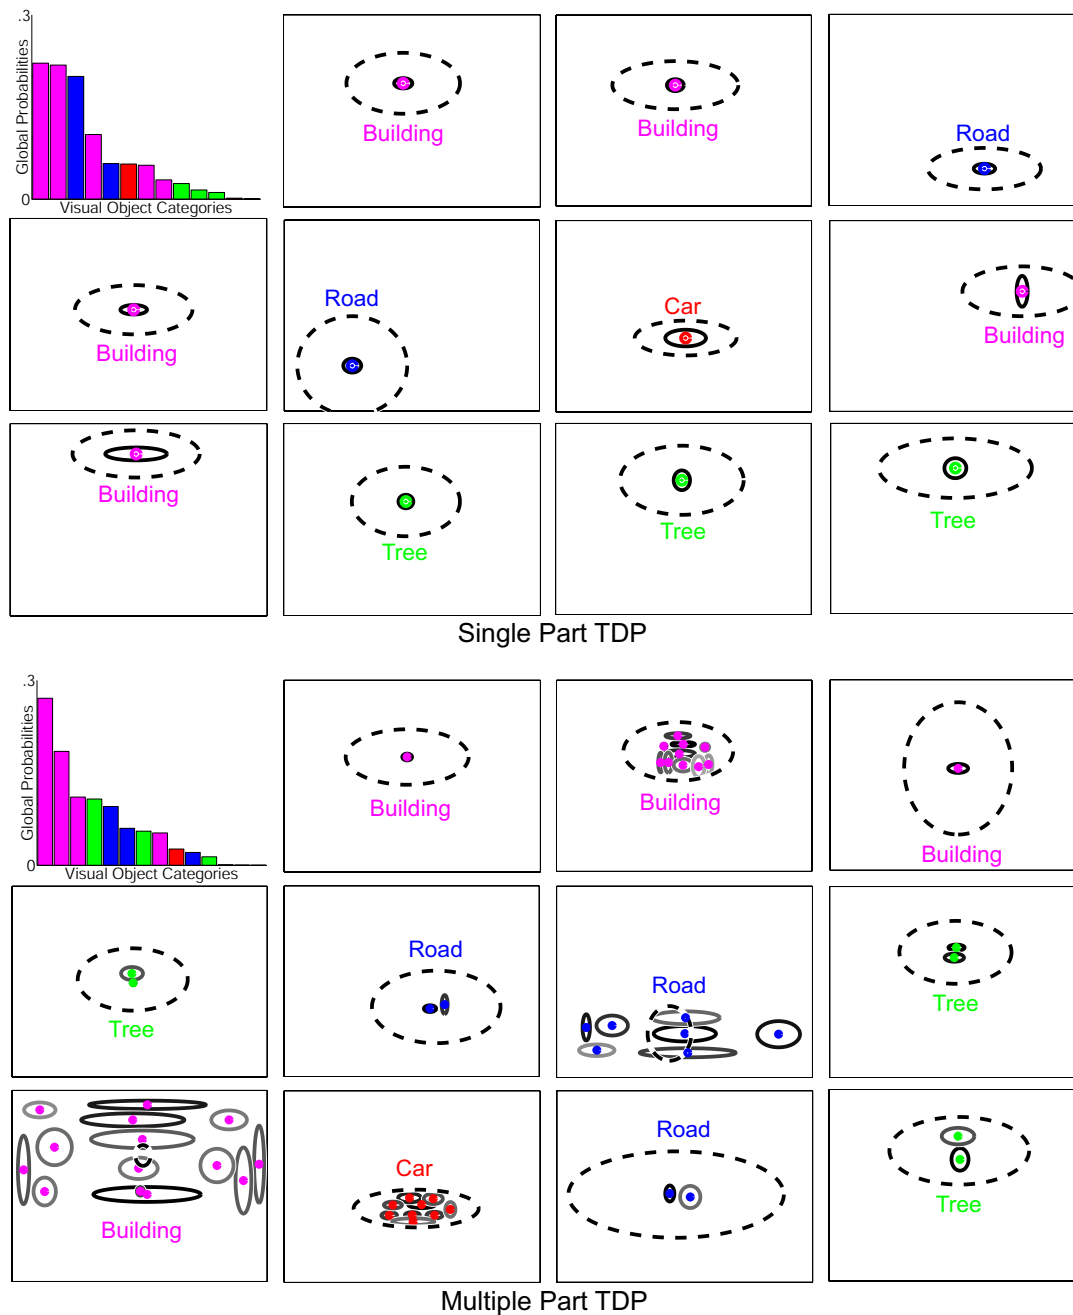 .3
Global Probabilities
0
Visual Object Categories
Building
Building
Road
Building
Road
Car
Building
Building
Tree
Tree
Tree
Single Part TDP
.3
Global Probabilities
0
Visual Object Categories
Building
Building
Building
Tree
Road
Road
Tree
Building
Car
Road
Tree
Multiple Part TDP